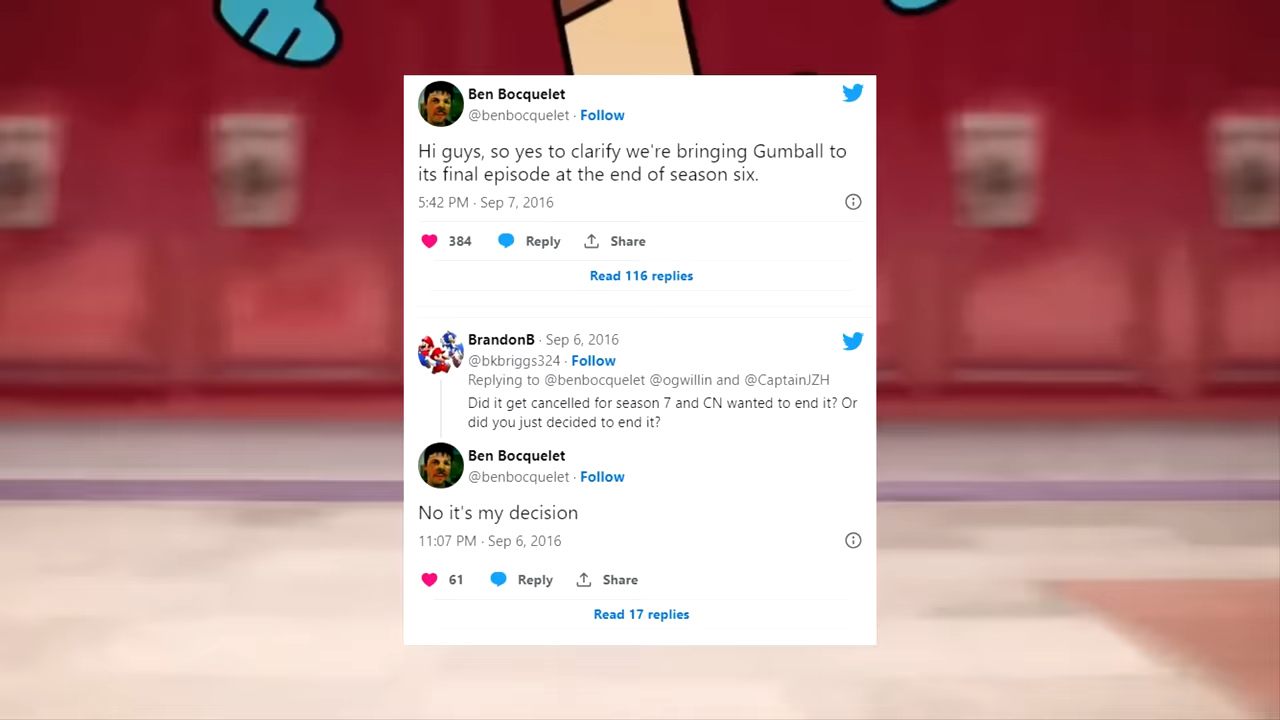 Ben Bocquelet
@benbocquelet · Follow
Hi guys, so yes to clarify we're bringing Gumball to
its final episode at the end of season six.
5:42 PM · Sep 7, 2016
384 Reply Share
Read 116 replies
BrandonB · Sep 6, 2016
@bkbriggs324 · Follow
Replying to @benbocquelet @ogwillin and @CaptainJZH
Did it get cancelled for season 7 and CN wanted to end it? Or
did you just decided to end it?
Ben Bocquelet
@benbocquelet · Follow
No it's my decision
11:07 PM · Sep 6, 2016
61 Reply Share
Read 17 replies